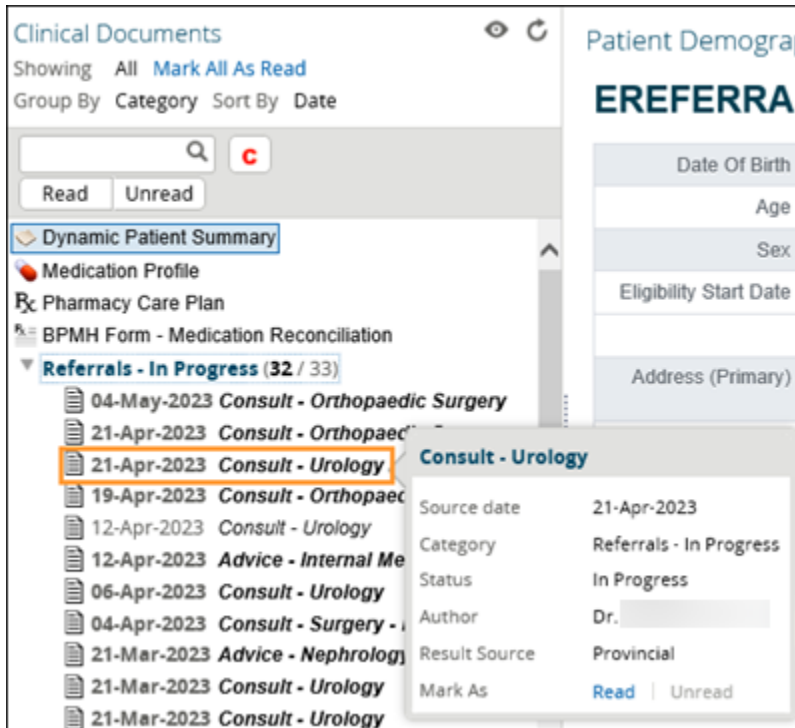 Clinical Documents
Showing All Mark All As Read
Group By Category Sort By Date
C
Read Unread
Dynamic Patient Summary
Medication Profile
Rx Pharmacy Care Plan
BPMH Form - Medication Reconciliation
Referrals - In Progress (32 / 33)
04-May-2023 Consult - Orthopaedic Surgery
21-Apr-2023 Consult - Orthopaedic
21-Apr-2023 Consult - Urology
19-Apr-2023 Consult - Orthopaed
12-Apr-2023 Consult - Urology
12-Apr-2023 Advice - Internal Me
06-Apr-2023 Consult - Urology
04-Apr-2023 Consult - Surgery -
21-Mar-2023 Advice - Nephrology
21-Mar-2023 Consult - Urology
21-Mar-2023 Consult - Urology
Consult - Urology
Source date 21-Apr-2023
Category Referrals - In Progress
Status In Progress
Author Dr.
Result Source Provincial
Mark As Read | Unread
Patient Demogra
EREFERRA
Date Of Birth
Age
Sex
Eligibility Start Date
Address (Primary)